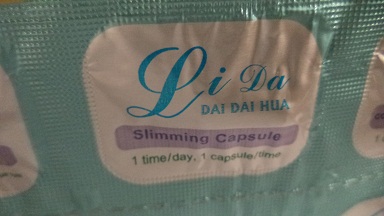 Li Da
DAI DAI HUA
Slimming Capsule
1 time/day. 1 capsule/time